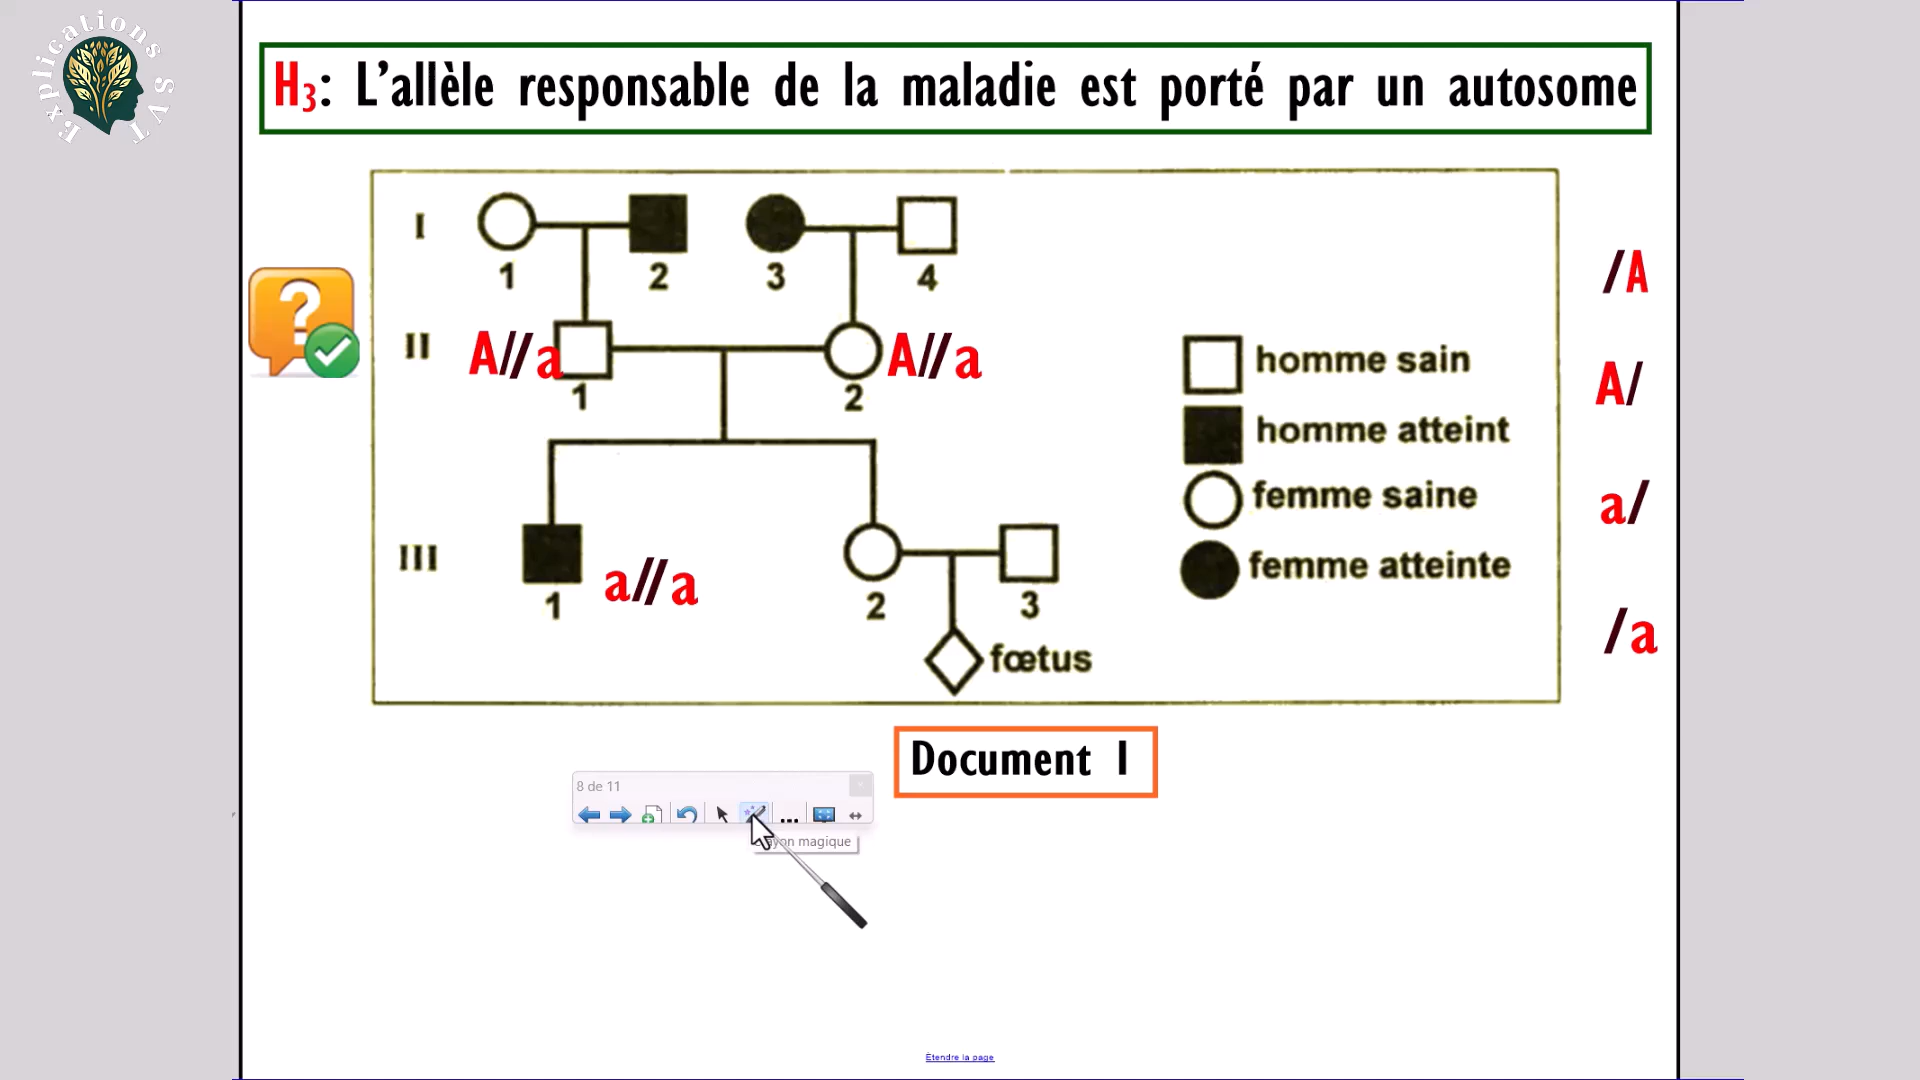 Explications SVT
H3: L'allèle responsable de la maladie est porté par un autosome
I
1 2 3 4
/A
II
A//a
A//a
1 2
homme sain
A/
homme atteint
femme saine
a/
III
a//a
femme atteinte
1 2 3
/a
fœtus
Document 1
8 de 11
magique
Étendre la page